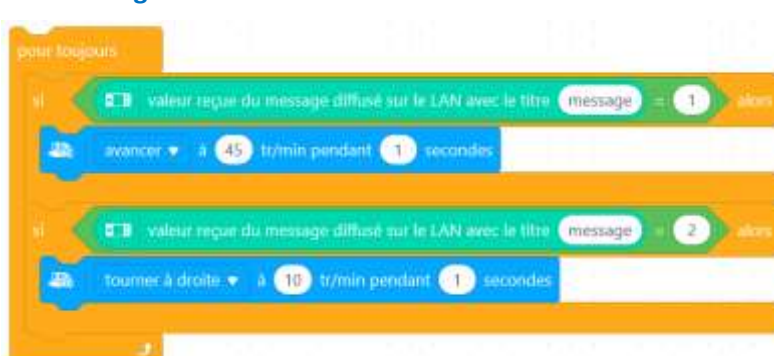 pour toujours
si valeur reçue du message diffusé sur le LAN avec le titre message = 1 alors
avancer à 45 tr/min pendant 1 secondes
si valeur reçue du message diffusé sur le LAN avec le titre message = 2 alors
tourner à droite à 10 tr/min pendant 1 secondes